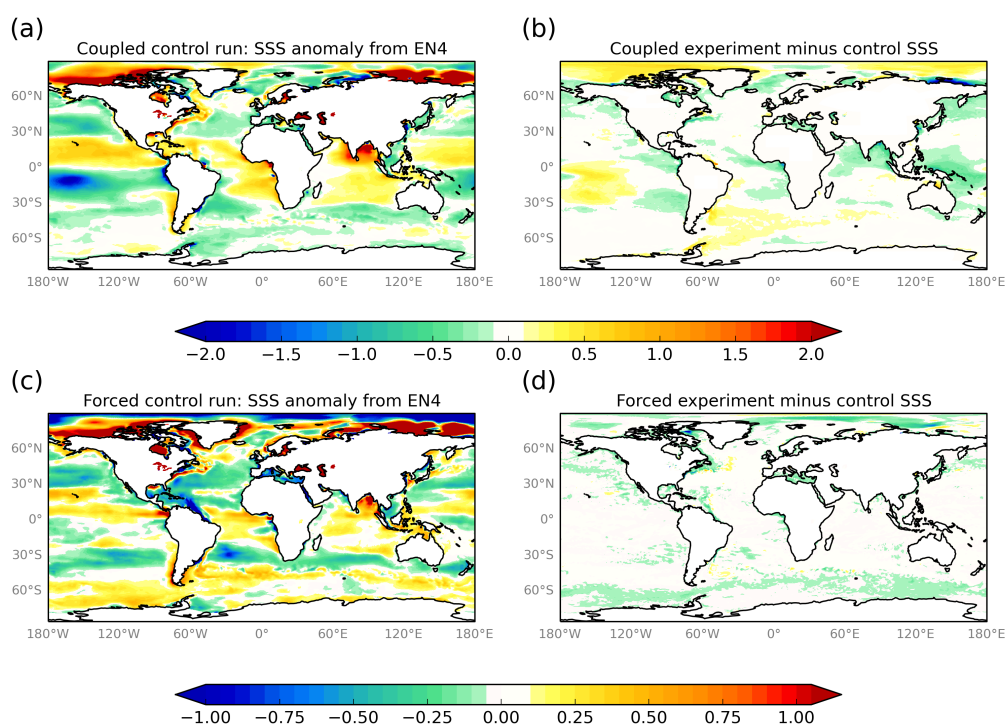 (a)
(b)
Coupled control run: SSS anomaly from EN4
Coupled experiment minus control SSS
60°N
30°N
0°
30°S
60°S
180°W 120°W 60°W 0° 60°E 120°E 180°E
60°N
30°N
0°
30°S
60°S
180°W 120°W 60°W 0° 60°E 120°E 180°E
−2.0 −1.5 −1.0 −0.5 0.0 0.5 1.0 1.5 2.0
(c)
(d)
Forced control run: SSS anomaly from EN4
Forced experiment minus control SSS
60°N
30°N
0°
30°S
60°S
180°W 120°W 60°W 0° 60°E 120°E 180°E
60°N
30°N
0°
30°S
60°S
180°W 120°W 60°W 0° 60°E 120°E 180°E
−1.00 −0.75 −0.50 −0.25 0.00 0.25 0.50 0.75 1.00